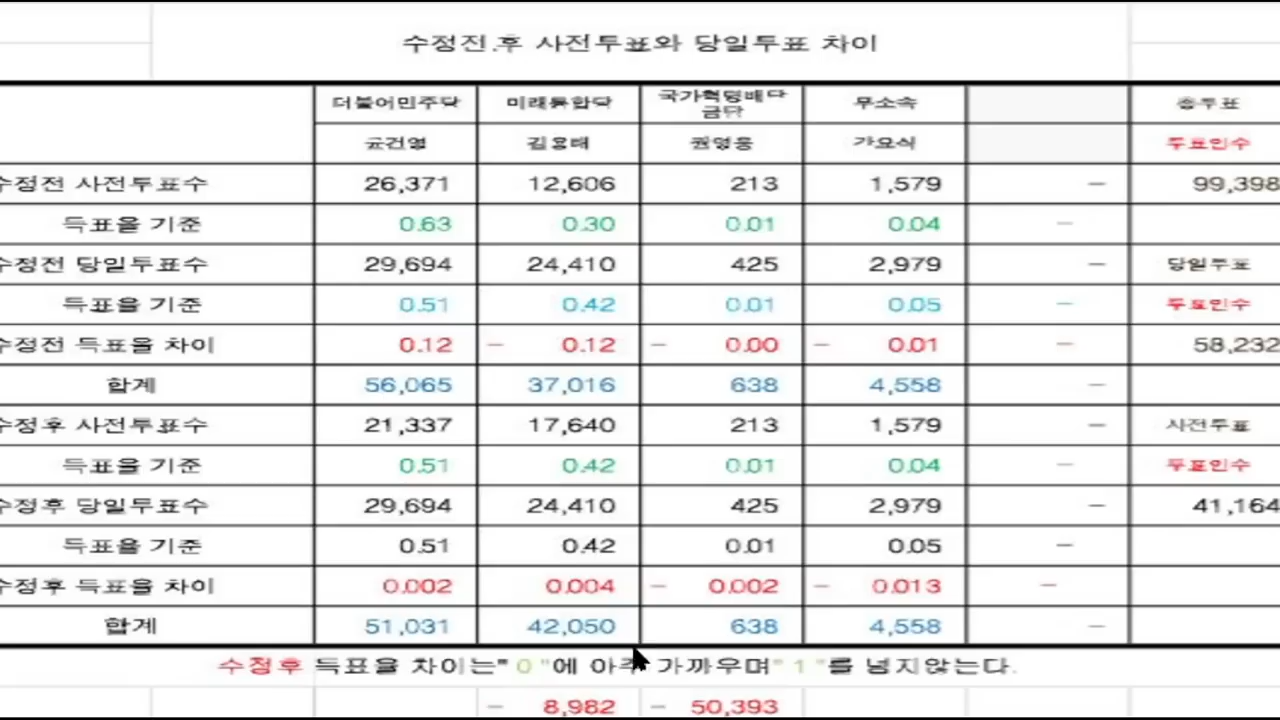 수정전.후 사전투표와 당일투표 차이
더불어민주당 미래통합당 국가혁명배당금당 무소속 총투표
윤건영 김용태 권영웅 강요식 투표인수
수정전 사전투표수 26,371 12,606 213 1,579 – 99,398
득표율 기준 0.63 0.30 0.01 0.04 –
수정전 당일투표수 29,694 24,410 425 2,979 – 당일투표
득표율 기준 0.51 0.42 0.01 0.05 – 투표인수
수정전 득표율 차이 0.12 – 0.12 – 0.00 – 0.01 – 58,232
합계 56,065 37,016 638 4,558 –
수정후 사전투표수 21,337 17,640 213 1,579 – 사전투표
득표율 기준 0.51 0.42 0.01 0.04 – 투표인수
수정후 당일투표수 29,694 24,410 425 2,979 – 41,164
득표율 기준 0.51 0.42 0.01 0.05 –
수정후 득표율 차이 0.002 0.004 – 0.002 – 0.013 –
합계 51,031 42,050 638 4,558 –
수정후 득표율 차이는" 0 "에 아주 가까우며" 1 "를 넘지않는다.
– 8,982 – 50,393